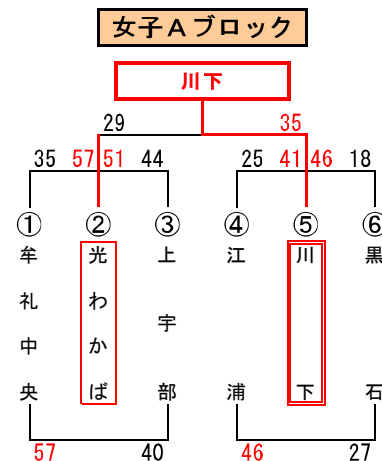 女子Aブロック
川下
29 35
35 57 51 44 25 41 46 18
① ② ③ ④ ⑤ ⑥
牟礼中央
光わかば
上宇部
江浦
川下
黒石
57 40 46 27